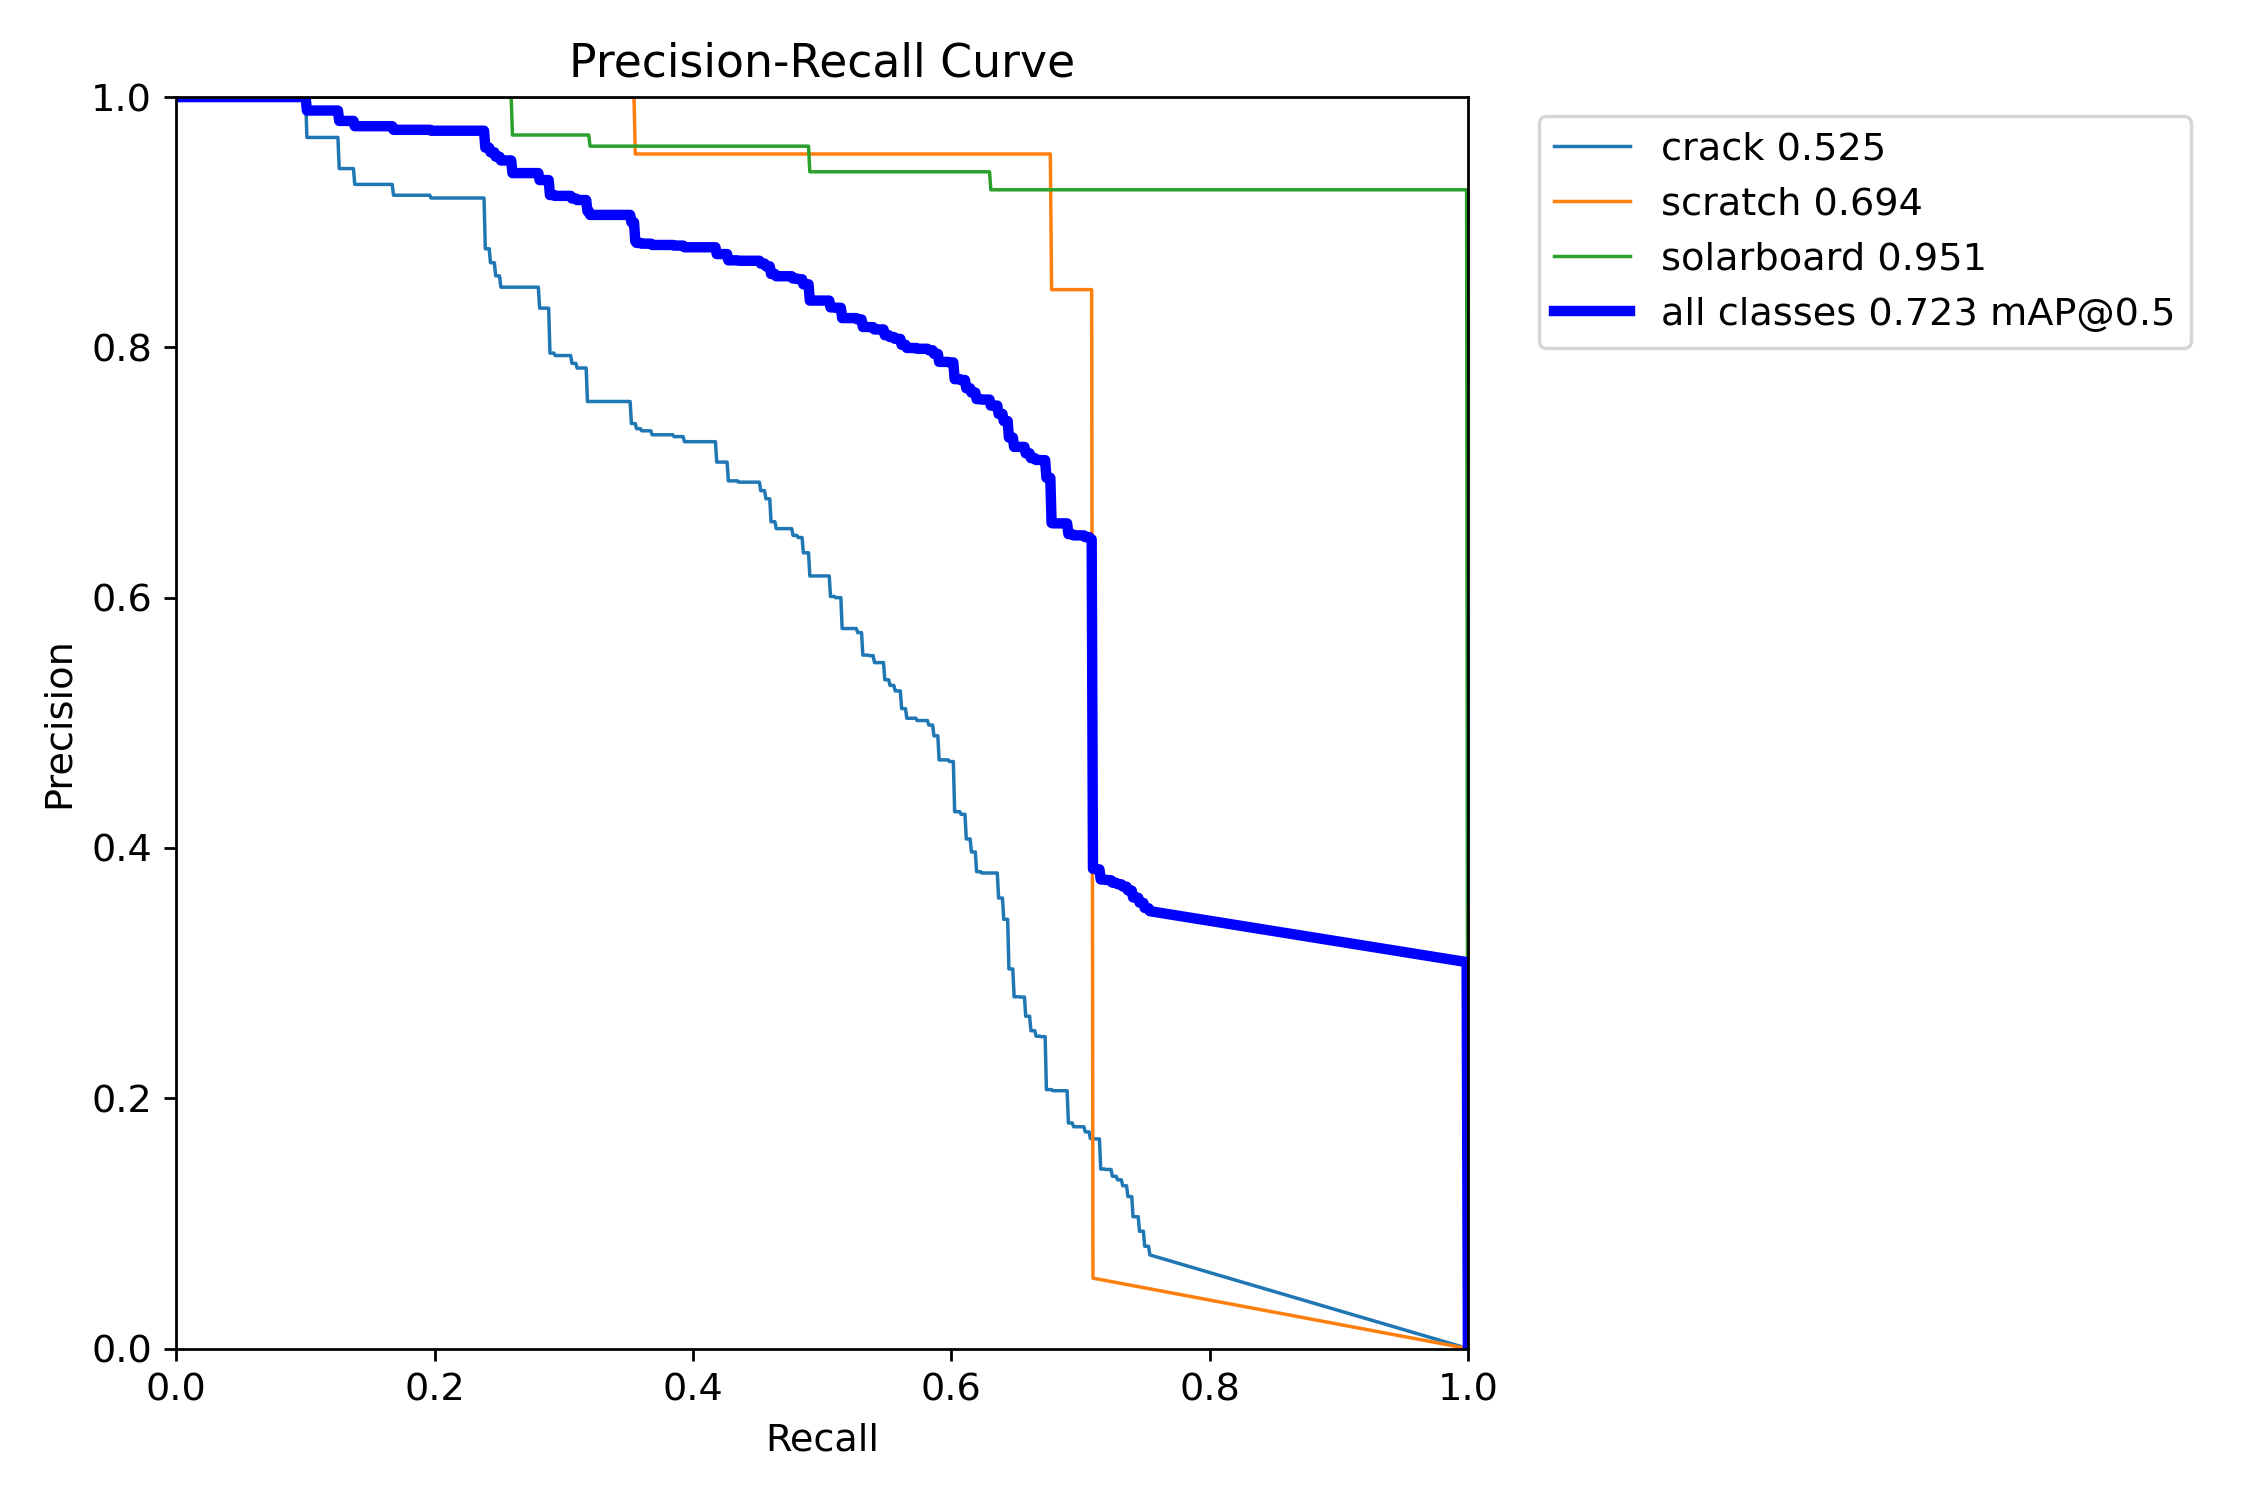 Precision-Recall Curve
1.0
0.8
0.6
0.4
0.2
0.0
Precision
0.0 0.2 0.4 0.6 0.8 1.0
Recall
crack 0.525
scratch 0.694
solarboard 0.951
all classes 0.723 mAP@0.5